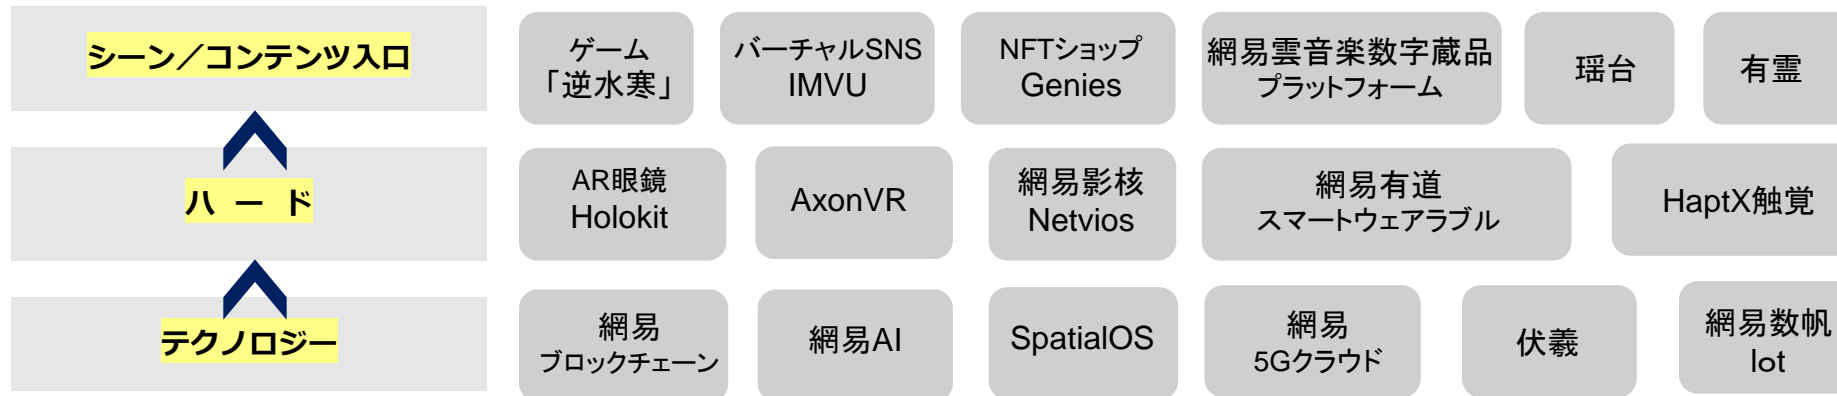 シーン／コンテンツ入口
ゲーム
「逆水寒」
バーチャルSNS
IMVU
NFTショップ
Genies
網易雲音楽数字蔵品
プラットフォーム
瑶台
有霊
ハ ー ド
AR眼鏡
Holokit
AxonVR
網易影核
Netvios
網易有道
スマートウェアラブル
HaptX触覚
テクノロジー
網易
ブロックチェーン
網易AI
SpatialOS
網易
5Gクラウド
伏羲
網易数帆
Iot